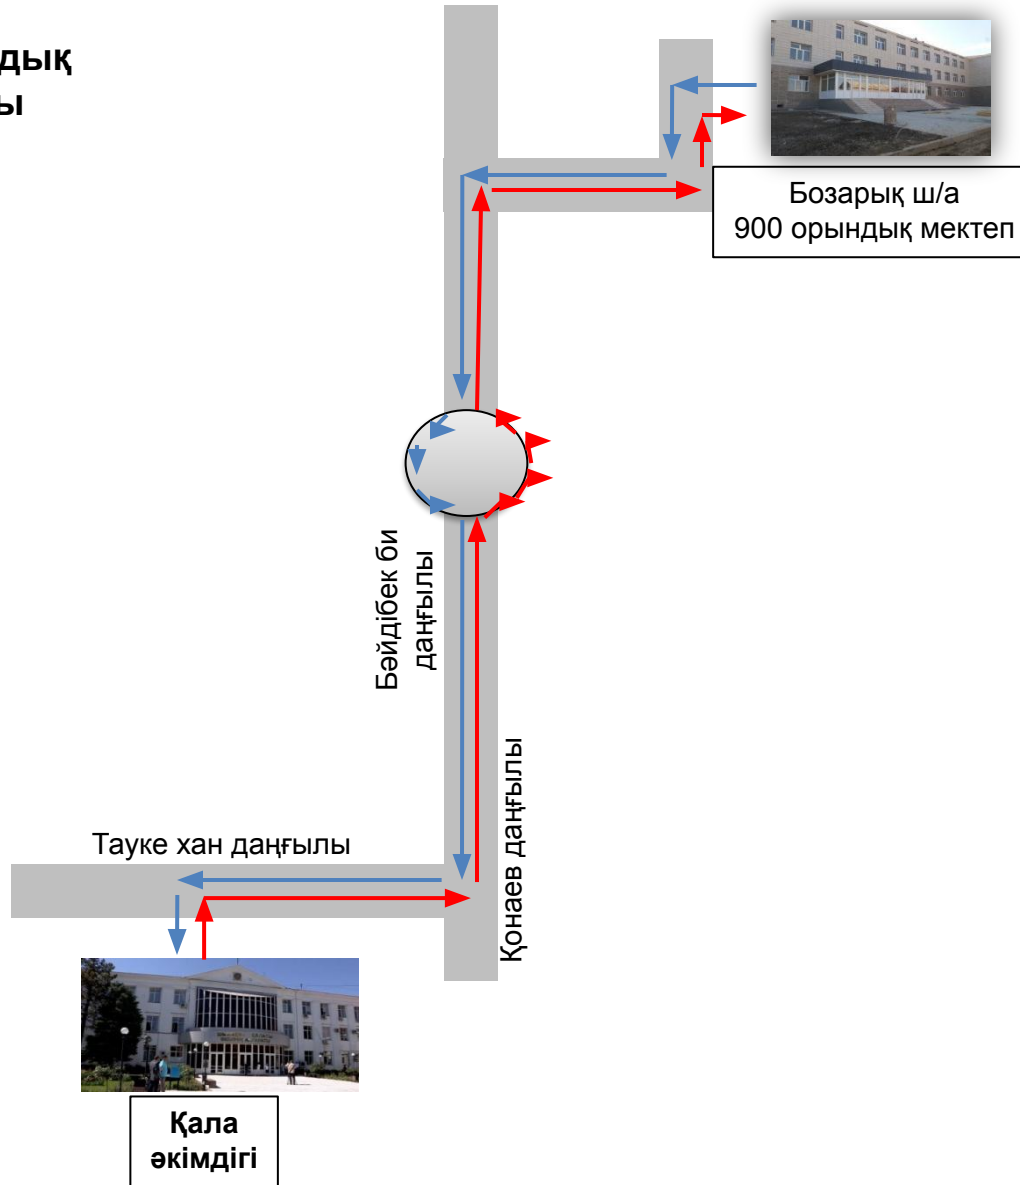 дық
ы
Бозарық ш/а
900 орындық мектеп
Бәйдібек би
даңғылы
Қонаев даңғылы
Тауке хан даңғылы
Қала
әкімдігі